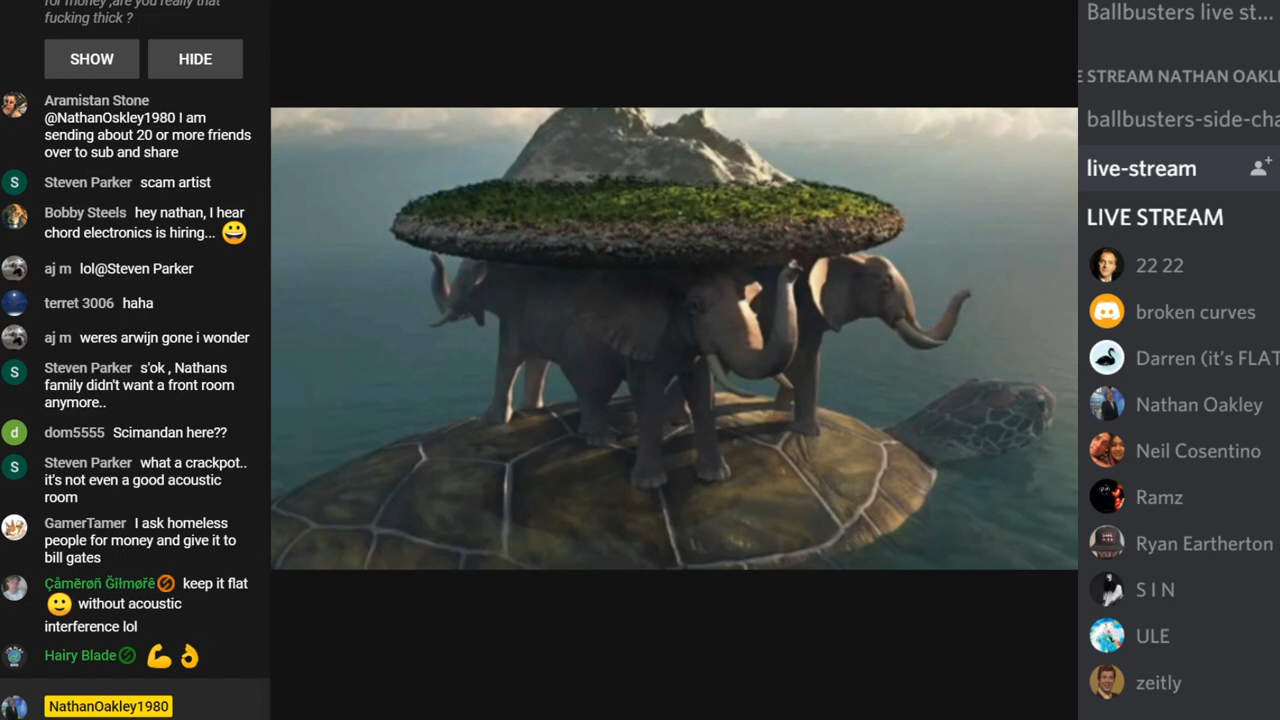 for money ,are you really that
fucking thick ?
SHOW
HIDE
Aramistan Stone
@NathanOskley1980 I am
sending about 20 or more friends
over to sub and share
Steven Parker scam artist
Bobby Steels hey nathan, I hear
chord electronics is hiring... 😀
aj m lol@Steven Parker
terret 3006 haha
aj m weres arwijn gone i wonder
Steven Parker s'ok , Nathans
family didn't want a front room
anymore..
dom5555 Scimandan here??
Steven Parker what a crackpot..
it's not even a good acoustic
room
GamerTamer I ask homeless
people for money and give it to
bill gates
Çåmērøñ Ğîłmøřê keep it flat
🙂 without acoustic
interference lol
Hairy Blade 💪👌
NathanOakley1980
Ballbusters live st...
E STREAM NATHAN OAKL
ballbusters-side-cha
live-stream
LIVE STREAM
22 22
broken curves
Darren (it's FLAT
Nathan Oakley
Neil Cosentino
Ramz
Ryan Eartherton
S I N
ULE
zeitly